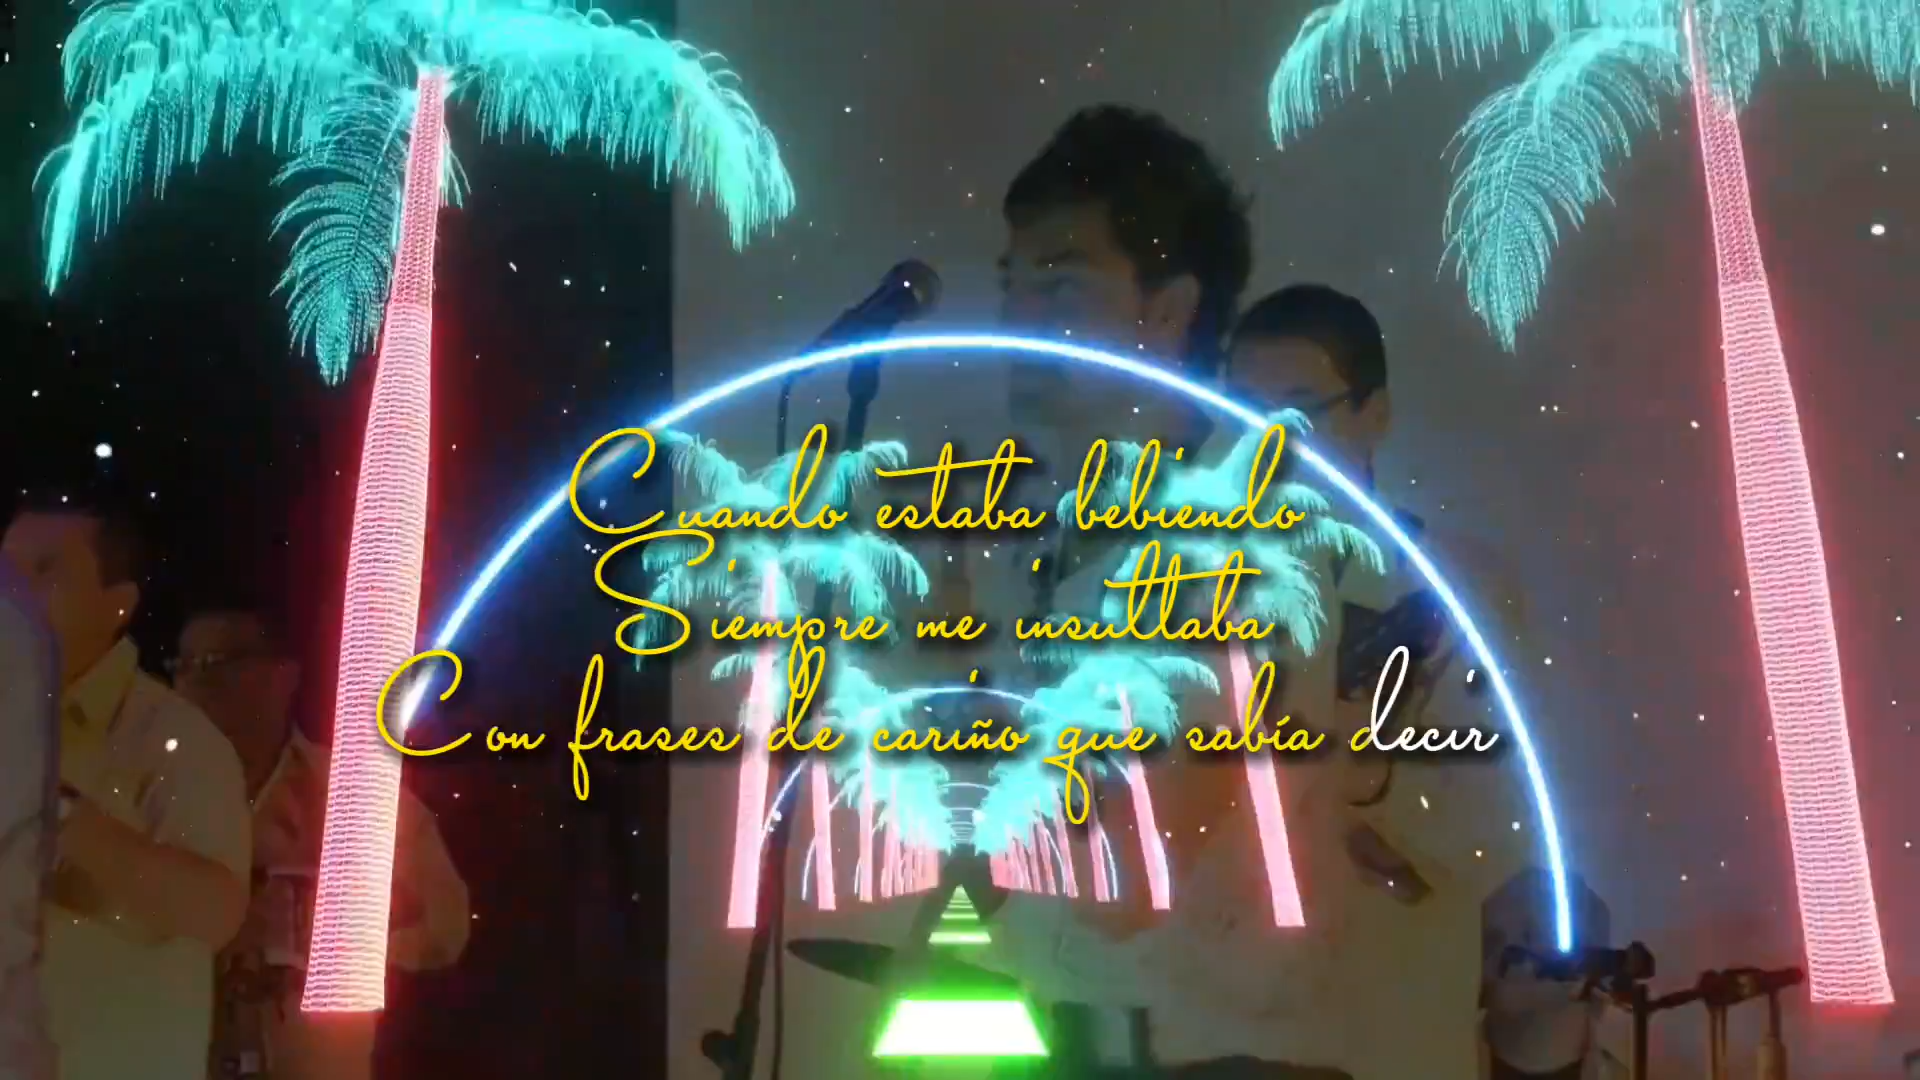 Cuando estaba bebiendo
Siempre me insultaba
Con frases de cariño que sabía decir